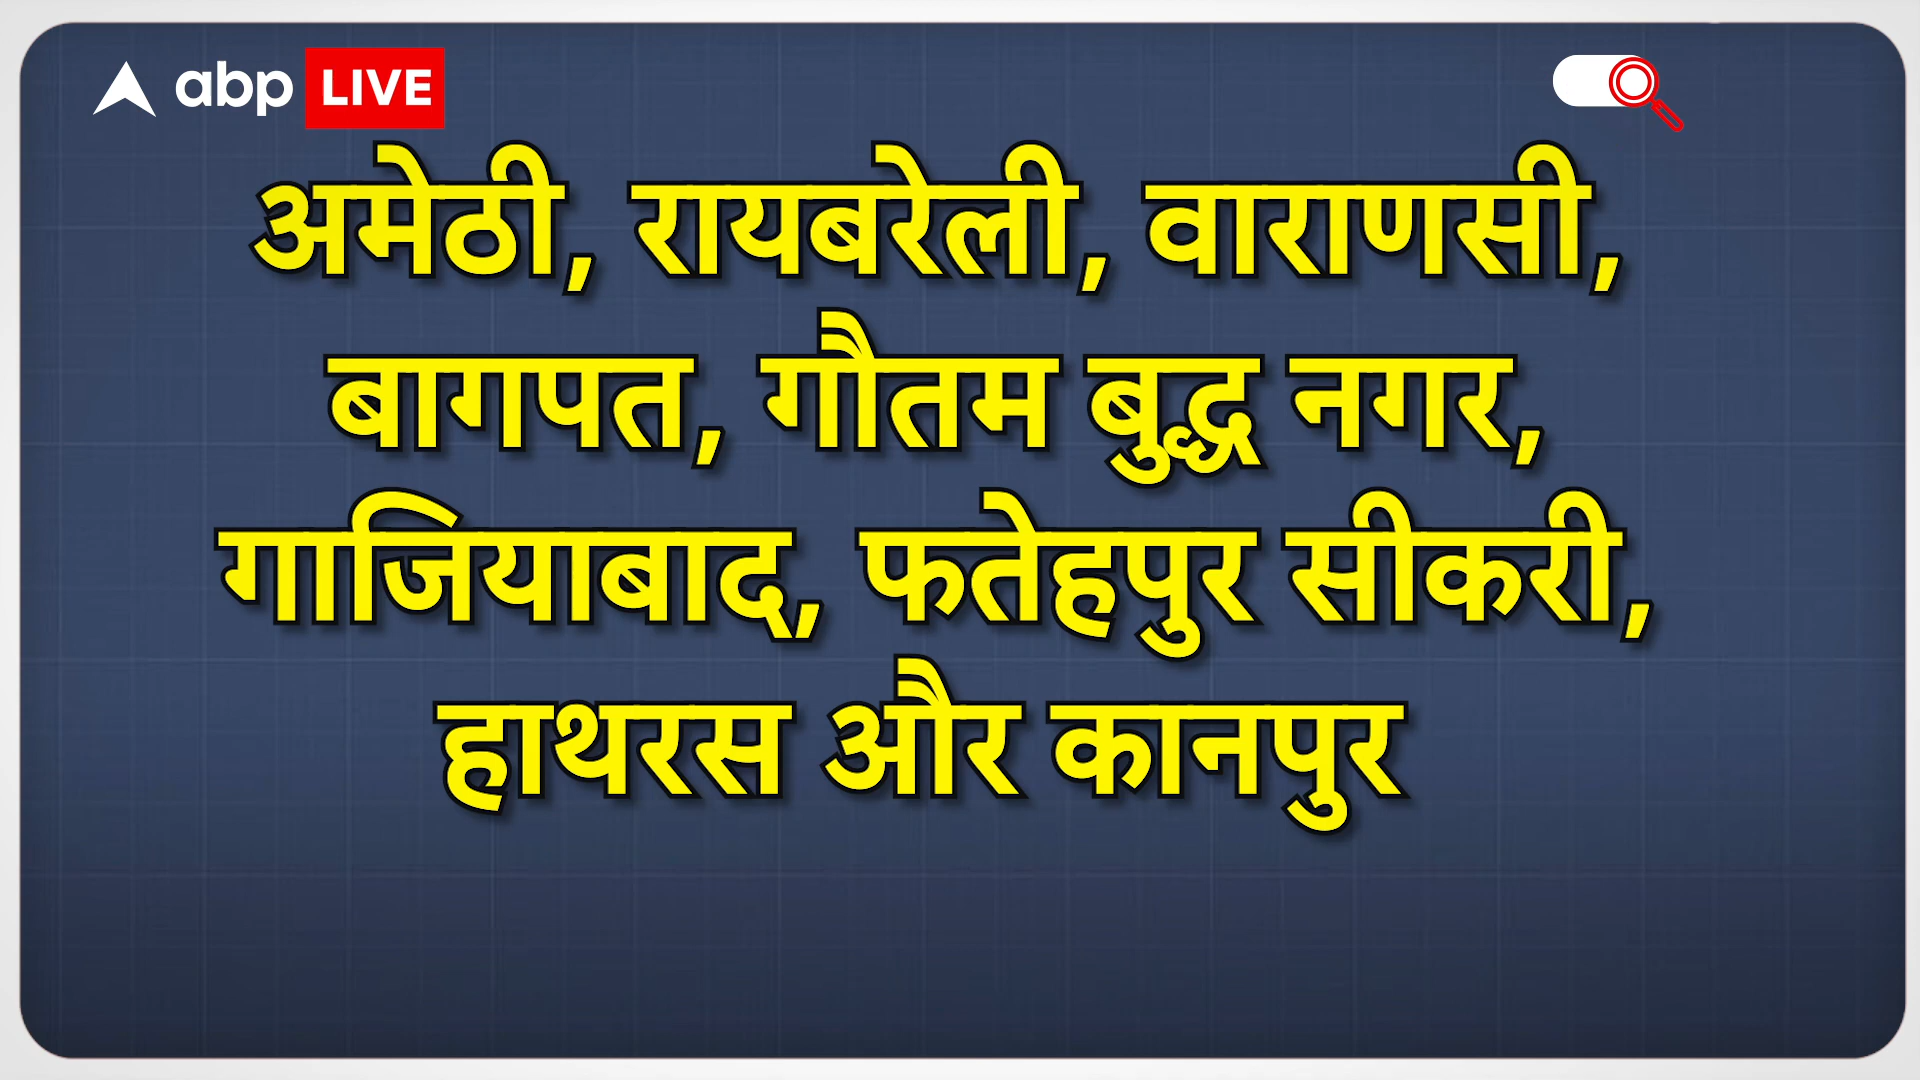 abp LIVE
अमेठी, रायबरेली, वाराणसी,
बागपत, गौतम बुद्ध नगर,
गाजियाबाद, फतेहपुर सीकरी,
हाथरस और कानपुर